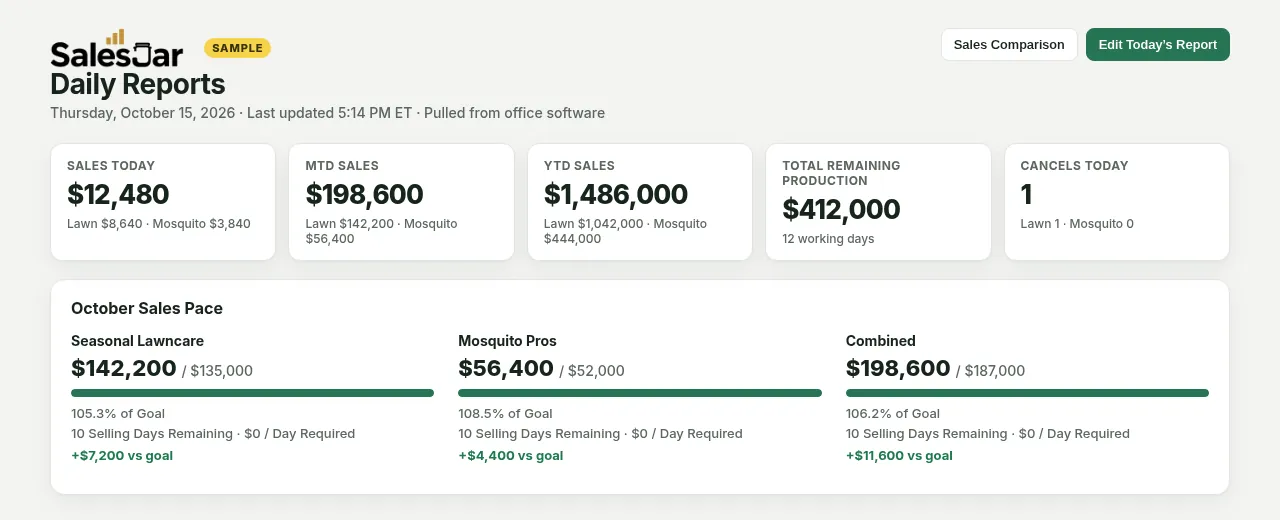 SalesJar SAMPLE
Sales Comparison
Edit Today's Report
Daily Reports
Thursday, October 15, 2026 · Last updated 5:14 PM ET · Pulled from office software
SALES TODAY
$12,480
Lawn $8,640 · Mosquito $3,840
MTD SALES
$198,600
Lawn $142,200 · Mosquito
$56,400
YTD SALES
$1,486,000
Lawn $1,042,000 · Mosquito
$444,000
TOTAL REMAINING
PRODUCTION
$412,000
12 working days
CANCELS TODAY
1
Lawn 1 · Mosquito 0
October Sales Pace
Seasonal Lawncare
$142,200 / $135,000
105.3% of Goal
10 Selling Days Remaining · $0 / Day Required
+$7,200 vs goal
Mosquito Pros
$56,400 / $52,000
108.5% of Goal
10 Selling Days Remaining · $0 / Day Required
+$4,400 vs goal
Combined
$198,600 / $187,000
106.2% of Goal
10 Selling Days Remaining · $0 / Day Required
+$11,600 vs goal